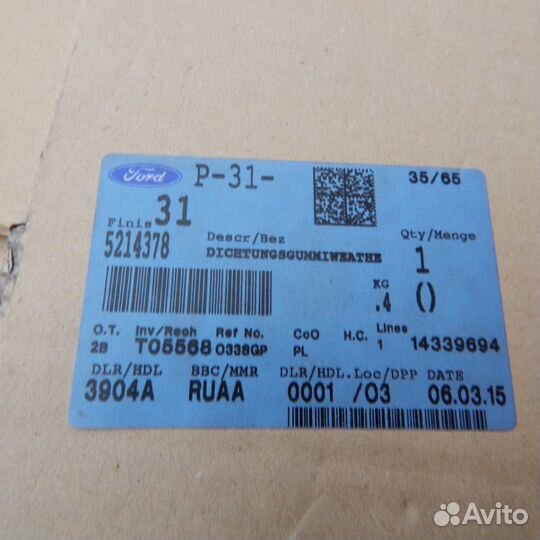 Ford P-31- 35/65
Finis 31
5214378 Descr/Bez Qty/Menge
DICHTUNGSGUMMIWEATHE 1
KG
.4 ()
O.T. Inv/Rech Ref No. CoO H.C. Lines
2B T05568 0338GP PL 1 14339694
DLR/HDL BBC/MMR DLR/HDL.Loc/DPP DATE
3904A RUAA 0001 /03 06.03.15
Avito